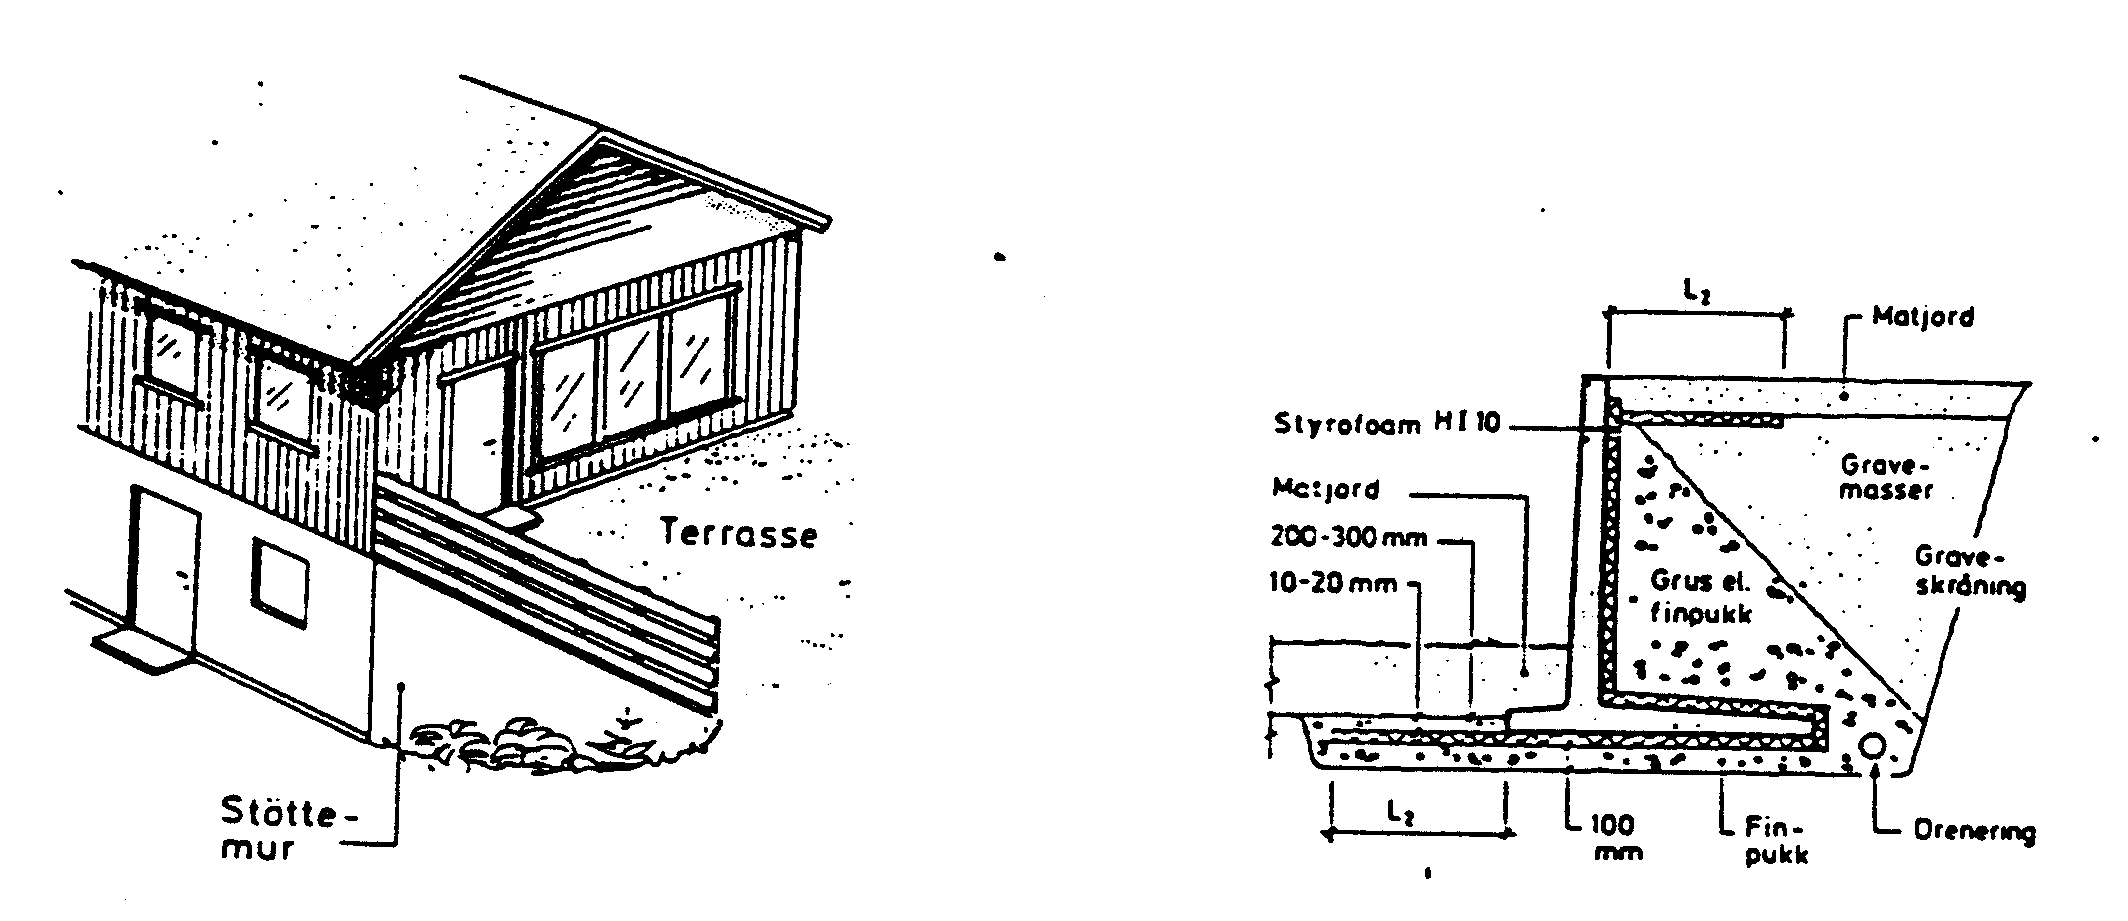 Terrasse
Stötte-
mur
L₂
Matjord
Styrofoam HI 10
Matjord
200-300 mm
10-20 mm
Grave-
masser
Grave-
skråning
Grus el.
finpukk
L₂
100
mm
Fin-
pukk
Drenering